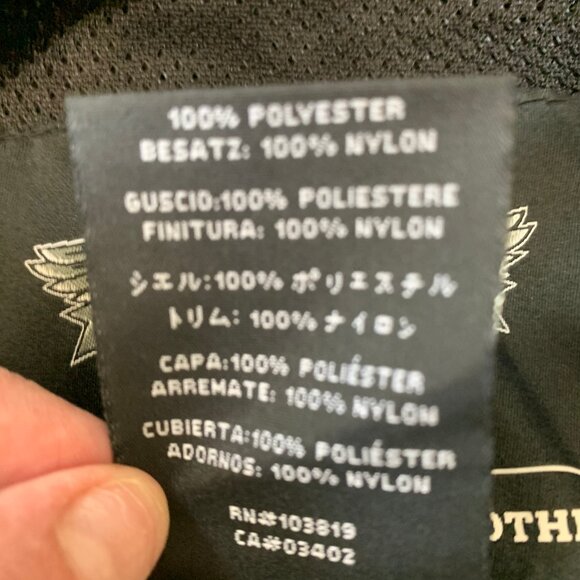 100% POLYESTER
BESATZ: 100% NYLON
GUSCIO:100% POLIESTERE
FINITURA: 100% NYLON
シエル:100% ポリエステル
トリム: 100% ナイロン
CAPA:100% POLIÉSTER
ARREMATE: 100% NYLON
CUBIERTA:100% POLIÉSTER
ADORNOS: 100% NYLON
RN#103819
CA#03402